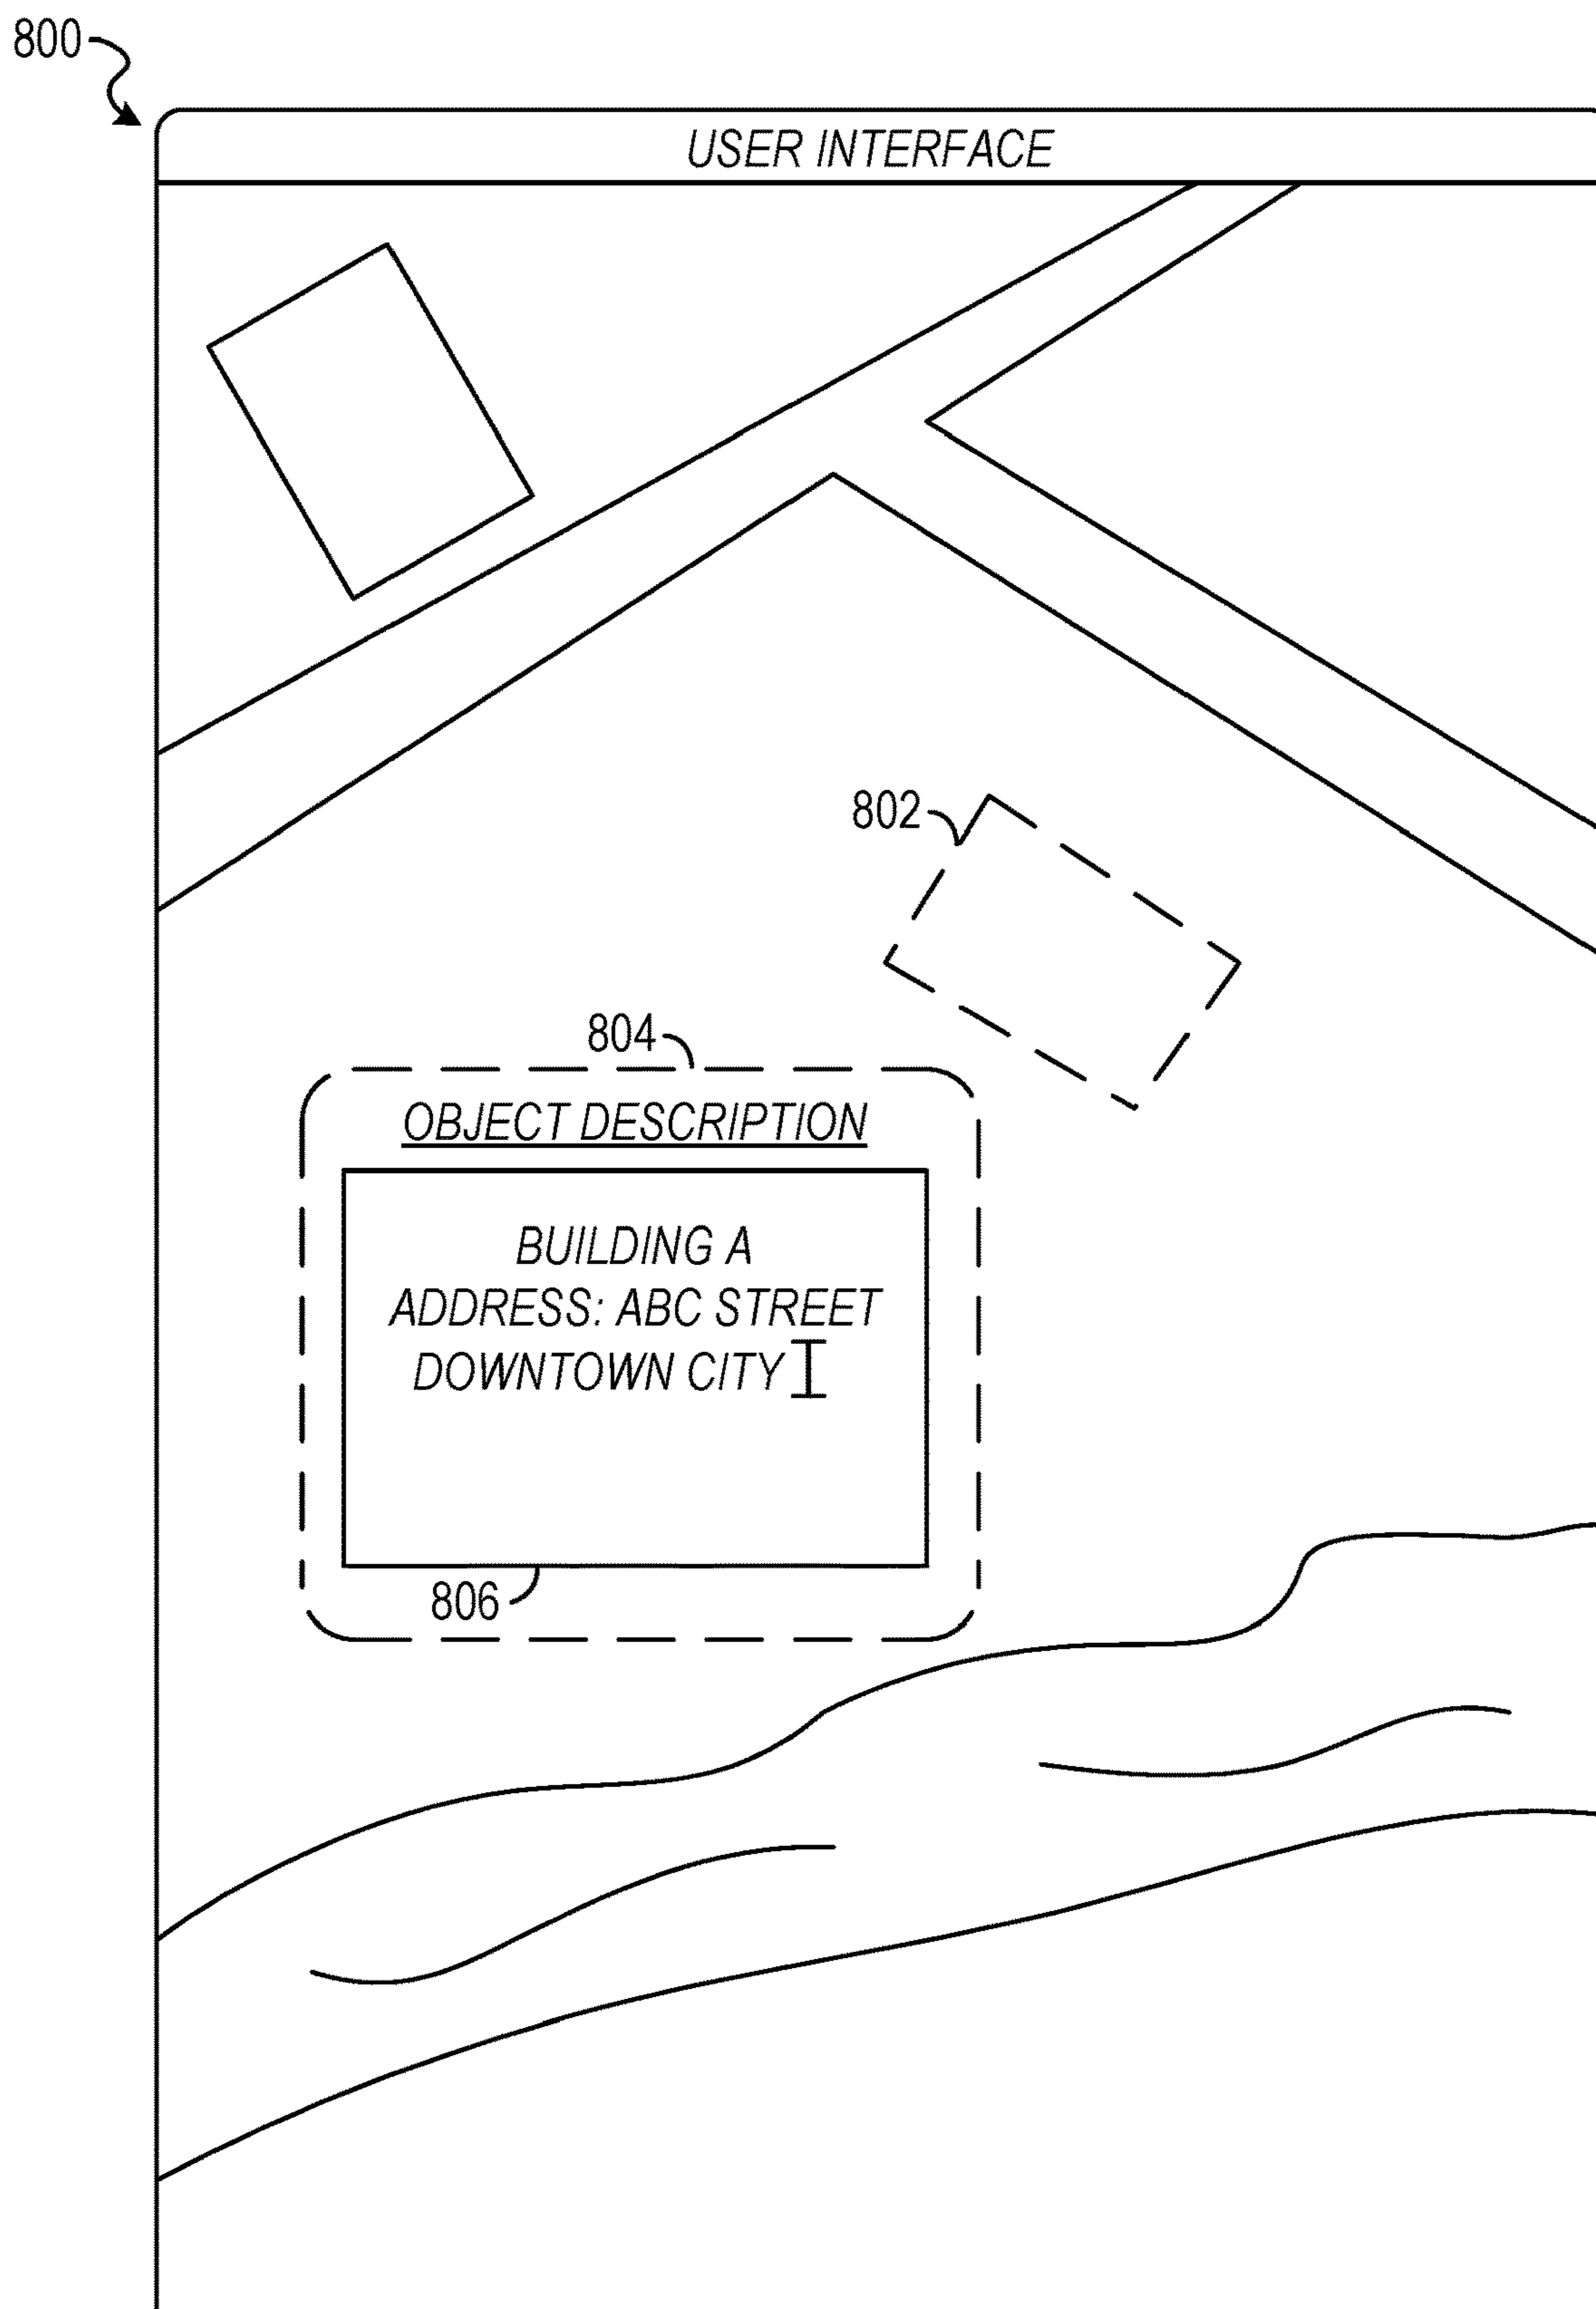 800
USER INTERFACE
802
804
OBJECT DESCRIPTION
BUILDING A
ADDRESS: ABC STREET
DOWNTOWN CITY
806